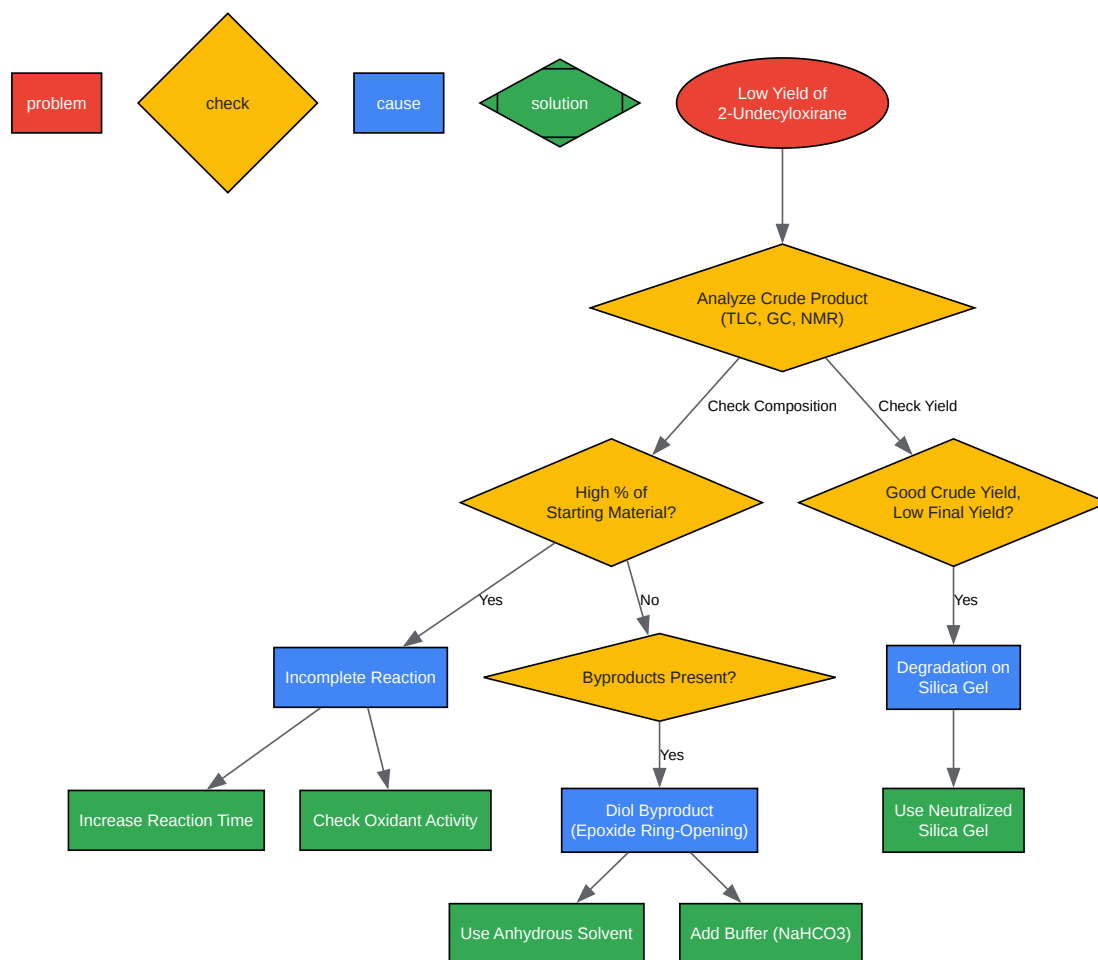 problem
check
cause
solution
Low Yield of
2-Undecyloxirane
Analyze Crude Product
(TLC, GC, NMR)
Check Composition
Check Yield
High % of
Starting Material?
Good Crude Yield,
Low Final Yield?
Yes
No
Yes
Incomplete Reaction
Byproducts Present?
Degradation on
Silica Gel
Yes
Increase Reaction Time
Check Oxidant Activity
Diol Byproduct
(Epoxide Ring-Opening)
Use Neutralized
Silica Gel
Use Anhydrous Solvent
Add Buffer (NaHCO3)